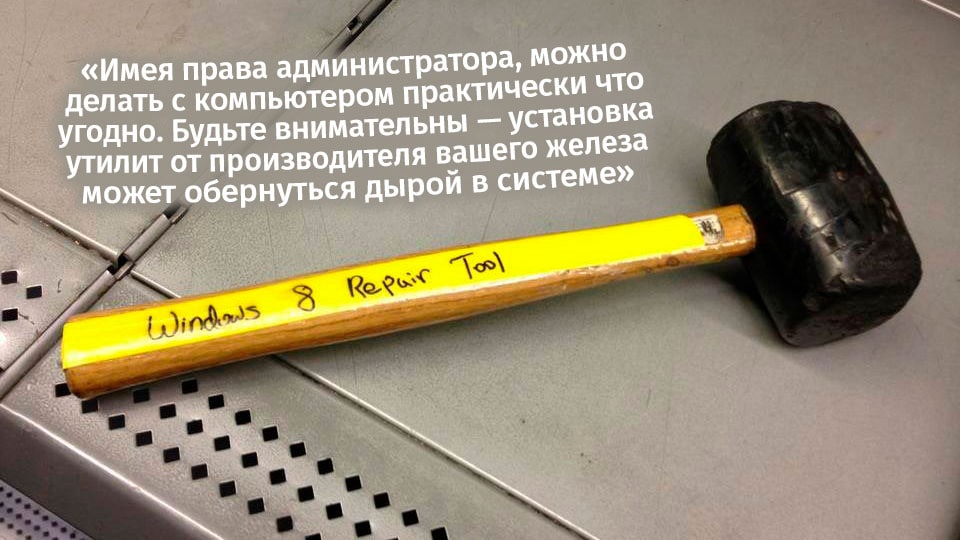 «Имея права администратора, можно
делать с компьютером практически что
угодно. Будьте внимательны — установка
утилит от производителя вашего железа
может обернуться дырой в системе»
Windows 8 Repair Tool